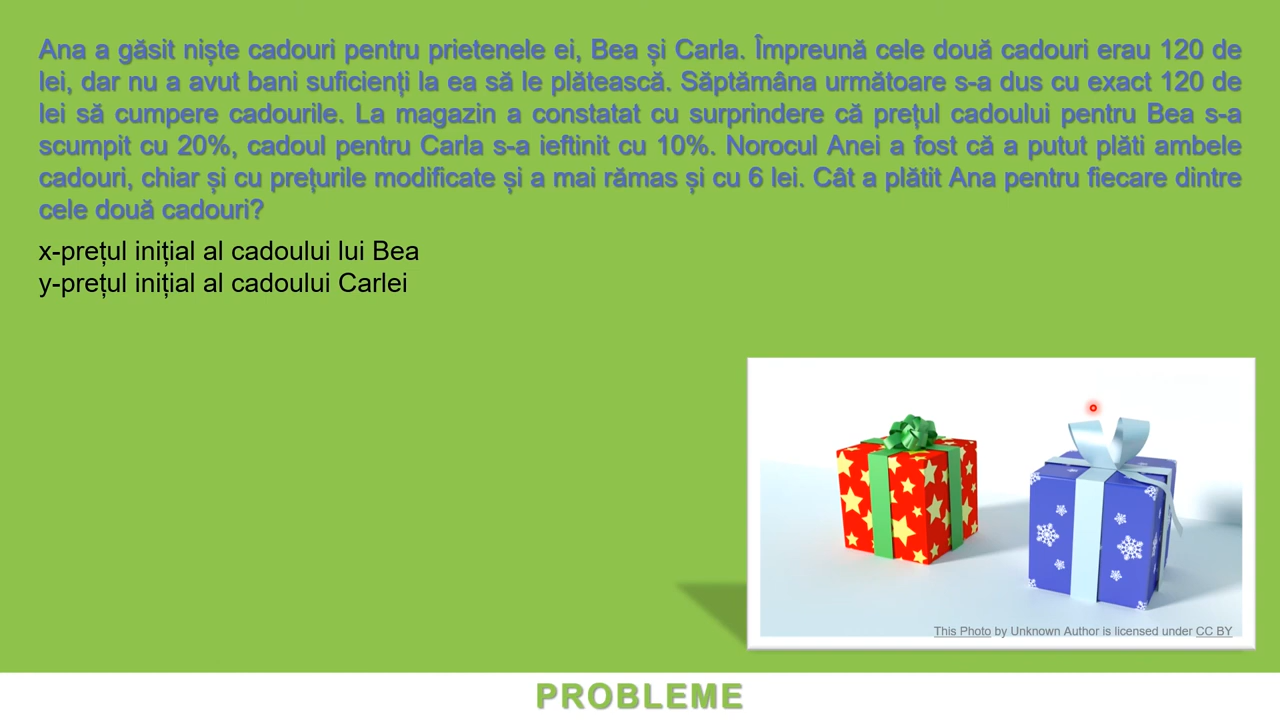 Ana a găsit niște cadouri pentru prietenele ei, Bea și Carla. Împreună cele două cadouri erau 120 de
lei, dar nu a avut bani suficienți la ea să le plătească. Săptămâna următoare s-a dus cu exact 120 de
lei să cumpere cadourile. La magazin a constatat cu surprindere că prețul cadoului pentru Bea s-a
scumpit cu 20%, cadoul pentru Carla s-a ieftinit cu 10%. Norocul Anei a fost că a putut plăti ambele
cadouri, chiar și cu prețurile modificate și a mai rămas și cu 6 lei. Cât a plătit Ana pentru fiecare dintre
cele două cadouri?
x-prețul inițial al cadoului lui Bea
y-prețul inițial al cadoului Carlei
This Photo by Unknown Author is licensed under CC BY
PROBLEME